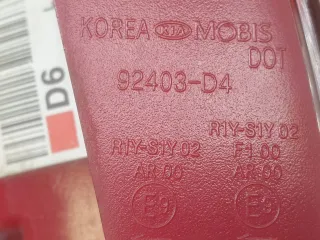 KOREA KIA MOBIS
DOT
92403-D4
R1Y-S1Y 02
AR 00
E9
R1Y-S1Y 02
F1 00
AR 00
E9
D6